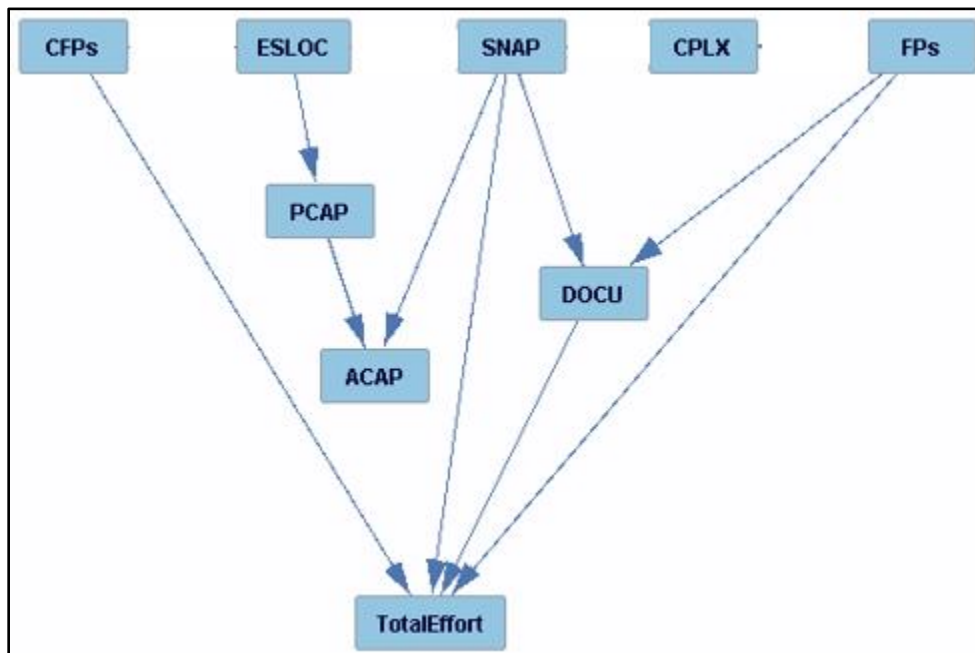 CFPs
ESLOC
SNAP
CPLX
FPs
PCAP
DOCU
ACAP
TotalEffort